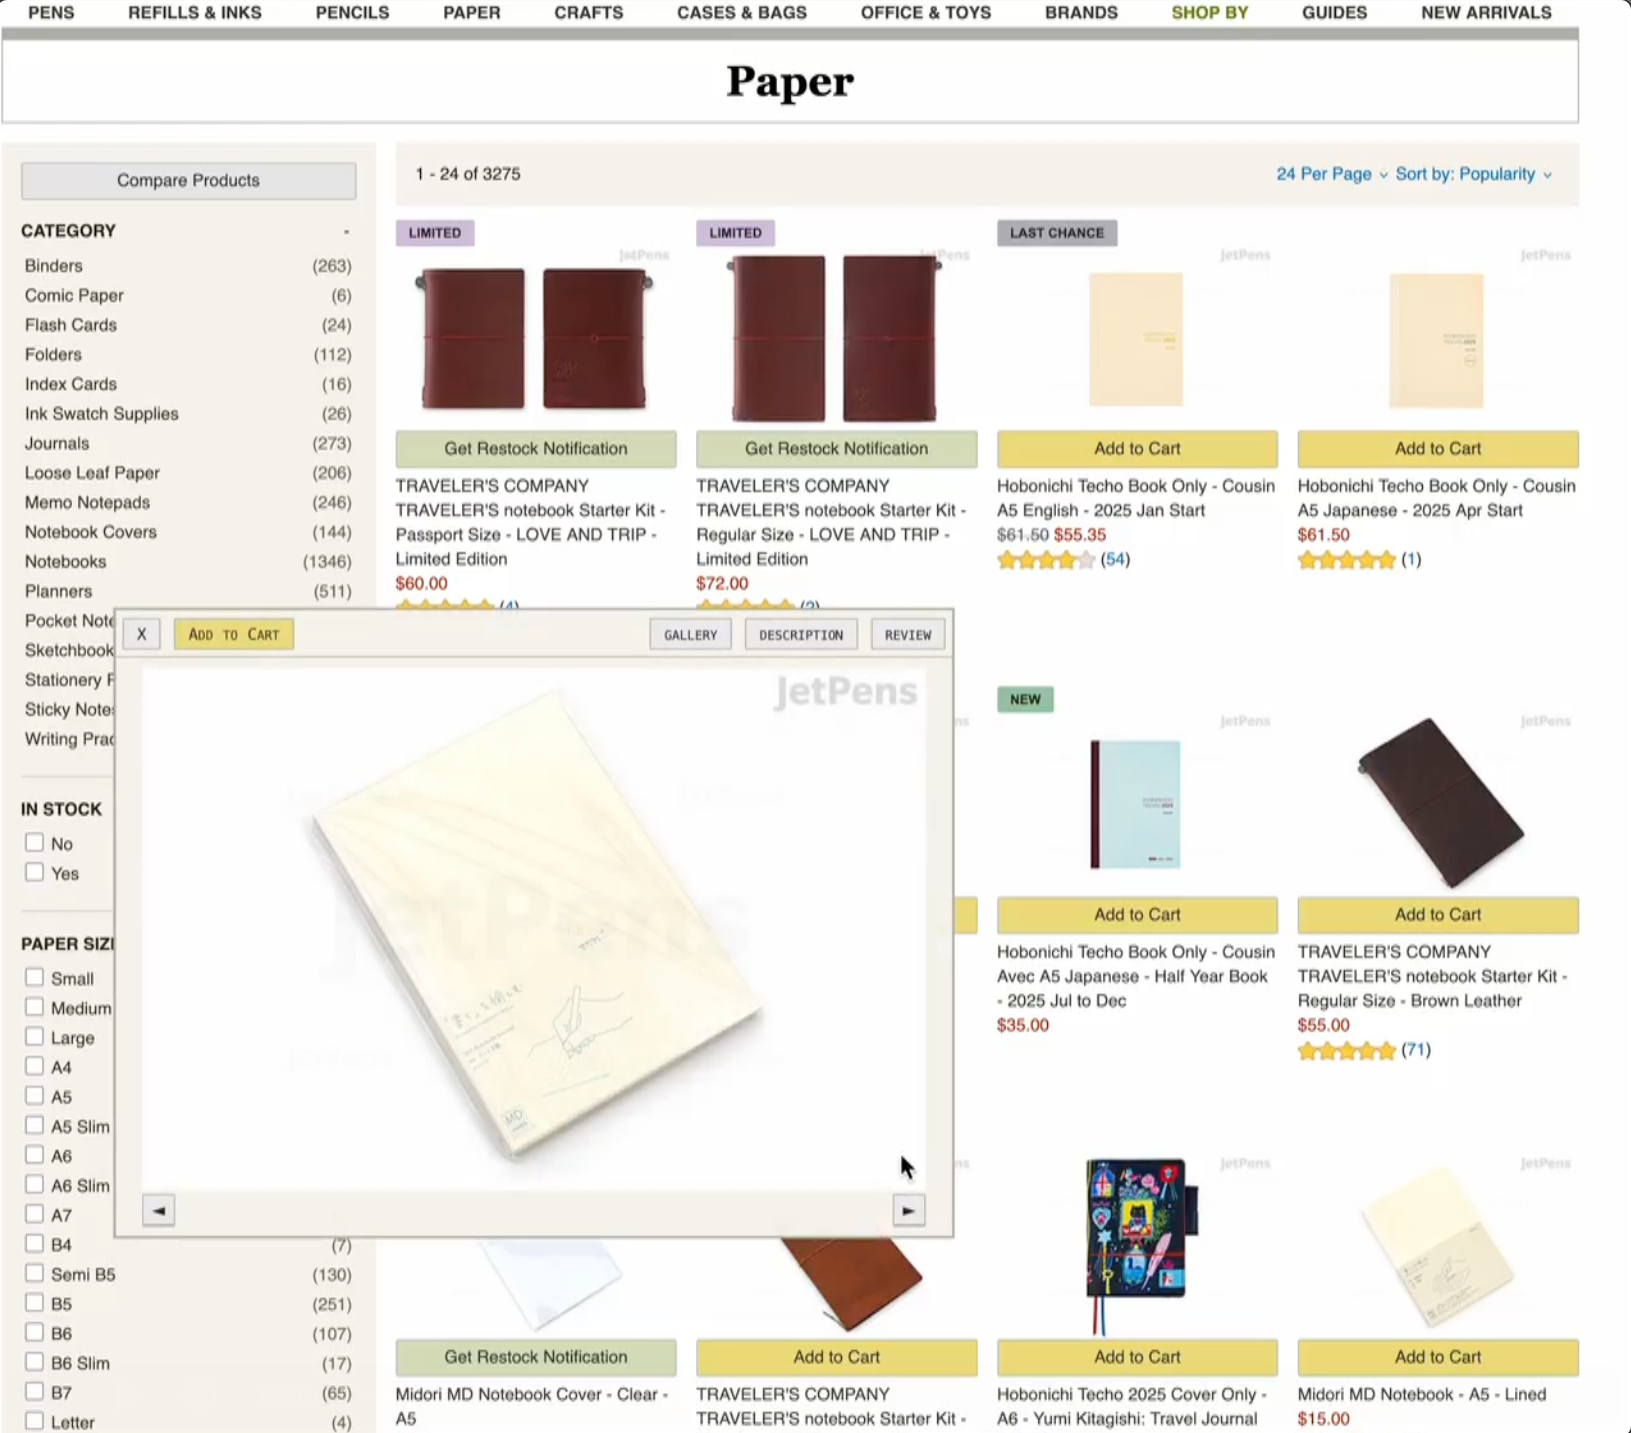 PENS REFILLS & INKS PENCILS PAPER CRAFTS CASES & BAGS OFFICE & TOYS BRANDS SHOP BY GUIDES NEW ARRIVALS
Paper
Compare Products
CATEGORY -
Binders (263)
Comic Paper (6)
Flash Cards (24)
Folders (112)
Index Cards (16)
Ink Swatch Supplies (26)
Journals (273)
Loose Leaf Paper (206)
Memo Notepads (246)
Notebook Covers (144)
Notebooks (1346)
Planners (511)
Pocket Note
Sketchbook
Stationery
Sticky Note
Writing Prac
IN STOCK
No
Yes
PAPER SIZ
Small
Medium
Large
A4
A5
A5 Slim
A6
A6 Slim
A7
B4 (7)
Semi B5 (130)
B5 (251)
B6 (107)
B6 Slim (17)
B7 (65)
Letter (4)
1 - 24 of 3275
24 Per Page Sort by: Popularity
LIMITED
JetPens
Get Restock Notification
TRAVELER'S COMPANY
TRAVELER'S notebook Starter Kit -
Passport Size - LOVE AND TRIP -
Limited Edition
$60.00
(4)
LIMITED
JetPens
Get Restock Notification
TRAVELER'S COMPANY
TRAVELER'S notebook Starter Kit -
Regular Size - LOVE AND TRIP -
Limited Edition
$72.00
LAST CHANCE
JetPens
Add to Cart
Hobonichi Techo Book Only - Cousin
A5 English - 2025 Jan Start
$61.50 $55.35
(54)
JetPens
Add to Cart
Hobonichi Techo Book Only - Cousin
A5 Japanese - 2025 Apr Start
$61.50
(1)
X ADD TO CART GALLERY DESCRIPTION REVIEW
JetPens
JetPens
MD
NEW
JetPens
Add to Cart
Hobonichi Techo Book Only - Cousin
Avec A5 Japanese - Half Year Book
- 2025 Jul to Dec
$35.00
JetPens
Add to Cart
TRAVELER'S COMPANY
TRAVELER'S notebook Starter Kit -
Regular Size - Brown Leather
$55.00
(71)
Get Restock Notification
Midori MD Notebook Cover - Clear -
A5
Add to Cart
TRAVELER'S COMPANY
TRAVELER'S notebook Starter Kit -
JetPens
Add to Cart
Hobonichi Techo 2025 Cover Only -
A6 - Yumi Kitagishi: Travel Journal
JetPens
Add to Cart
Midori MD Notebook - A5 - Lined
$15.00